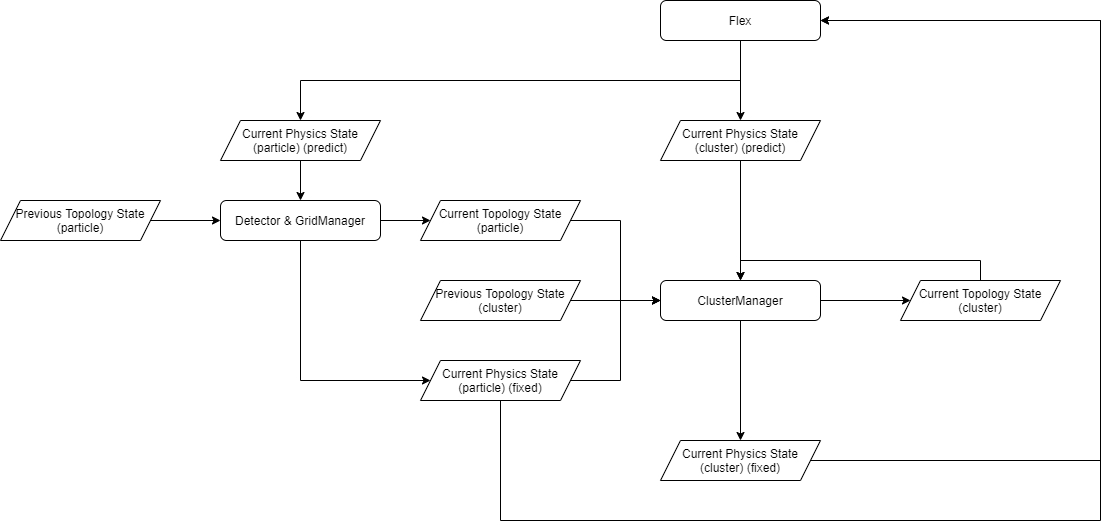 Flex
Current Physics State
(particle) (predict)
Current Physics State
(cluster) (predict)
Previous Topology State
(particle)
Detector & GridManager
Current Topology State
(particle)
Previous Topology State
(cluster)
ClusterManager
Current Topology State
(cluster)
Current Physics State
(particle) (fixed)
Current Physics State
(cluster) (fixed)